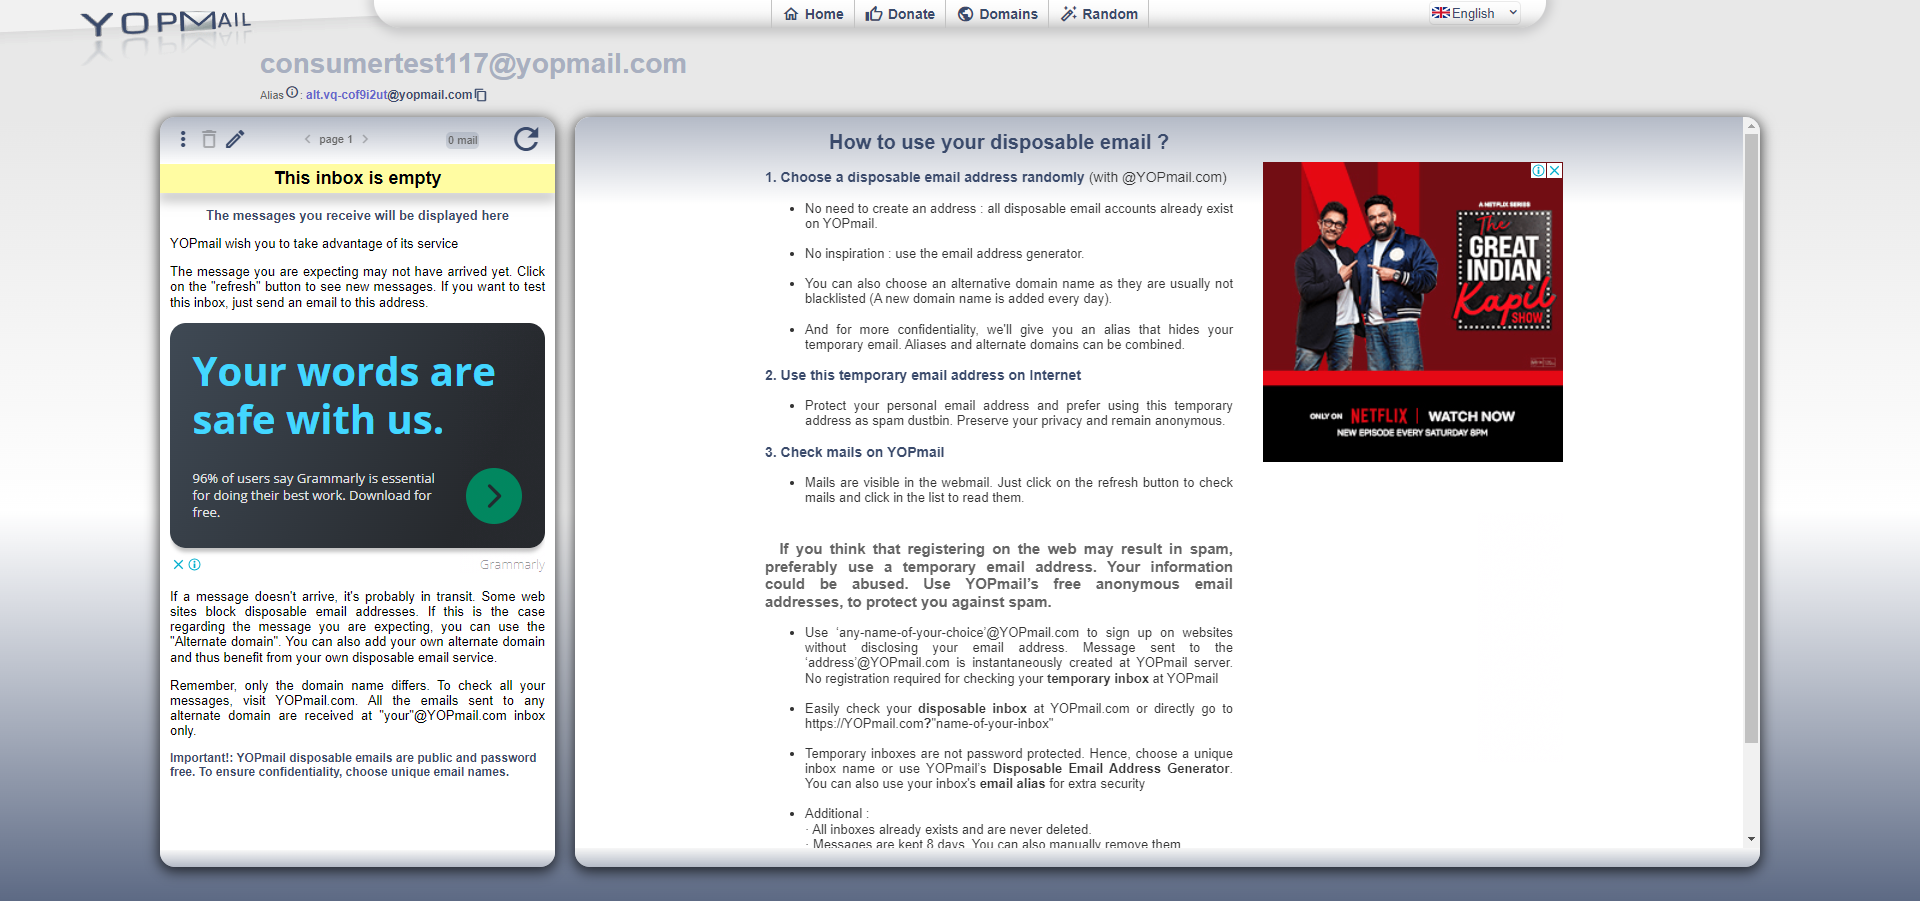 YOPMAIL
Home
Donate
Domains
Random
English
consumertest117@yopmail.com
Alias : alt.vq-cof9i2ut@yopmail.com
page 1
0 mail
This inbox is empty
The messages you receive will be displayed here
YOPmail wish you to take advantage of its service
The message you are expecting may not have arrived yet. Click
on the "refresh" button to see new messages. If you want to test
this inbox, just send an email to this address.
Your words are
safe with us.
96% of users say Grammarly is essential
for doing their best work. Download for
free.
Grammarly
If a message doesn't arrive, it's probably in transit. Some web
sites block disposable email addresses. If this is the case
regarding the message you are expecting, you can use the
"Alternate domain". You can also add your own alternate domain
and thus benefit from your own disposable email service.
Remember, only the domain name differs. To check all your
messages, visit YOPmail.com. All the emails sent to any
alternate domain are received at "your"@YOPmail.com inbox
only.
Important!: YOPmail disposable emails are public and password
free. To ensure confidentiality, choose unique email names.
How to use your disposable email ?
1. Choose a disposable email address randomly (with @YOPmail.com)
• No need to create an address : all disposable email accounts already exist
on YOPmail.
• No inspiration : use the email address generator.
• You can also choose an alternative domain name as they are usually not
blacklisted (A new domain name is added every day).
• And for more confidentiality, we'll give you an alias that hides your
temporary email. Aliases and alternate domains can be combined.
2. Use this temporary email address on Internet
• Protect your personal email address and prefer using this temporary
address as spam dustbin. Preserve your privacy and remain anonymous.
3. Check mails on YOPmail
• Mails are visible in the webmail. Just click on the refresh button to check
mails and click in the list to read them.
If you think that registering on the web may result in spam,
preferably use a temporary email address. Your information
could be abused. Use YOPmail's free anonymous email
addresses, to protect you against spam.
• Use 'any-name-of-your-choice'@YOPmail.com to sign up on websites
without disclosing your email address. Message sent to the
'address'@YOPmail.com is instantaneously created at YOPmail server.
No registration required for checking your temporary inbox at YOPmail
• Easily check your disposable inbox at YOPmail.com or directly go to
https://YOPmail.com?"name-of-your-inbox"
• Temporary inboxes are not password protected. Hence, choose a unique
inbox name or use YOPmail's Disposable Email Address Generator.
You can also use your inbox's email alias for extra security
• Additional :
· All inboxes already exists and are never deleted.
· Messages are kept 8 days. You can also manually remove them
A NETFLIX SERIES
The
GREAT
INDIAN
Kapil
SHOW
ONLY ON NETFLIX | WATCH NOW
NEW EPISODE EVERY SATURDAY 8PM